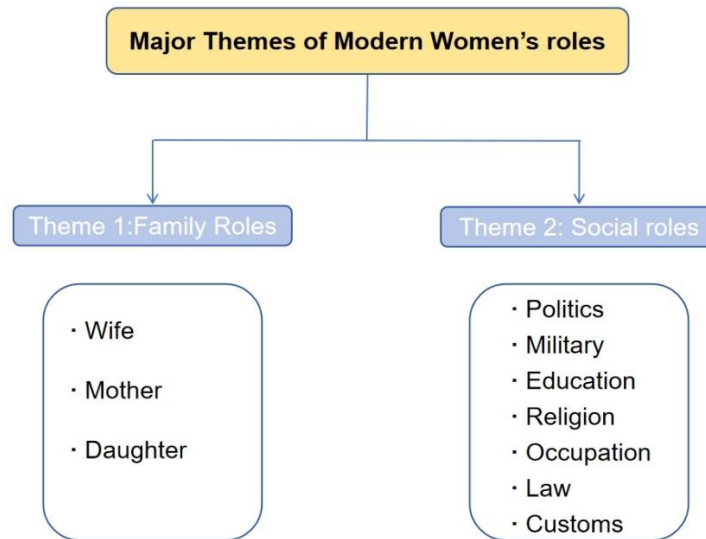 Major Themes of Modern Women’s roles
Theme 1:Family Roles
· Wife
· Mother
· Daughter
Theme 2: Social roles
· Politics
· Military
· Education
· Religion
· Occupation
· Law
· Customs